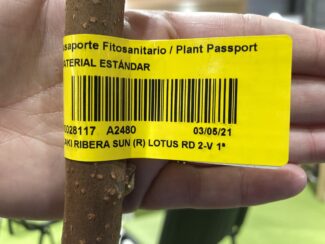 asaporte Fitosanitario / Plant Passport
ATERIAL ESTÁNDAR
0028117 A2480 03/05/21
AKI RIBERA SUN (R) LOTUS RD 2-V 1ª